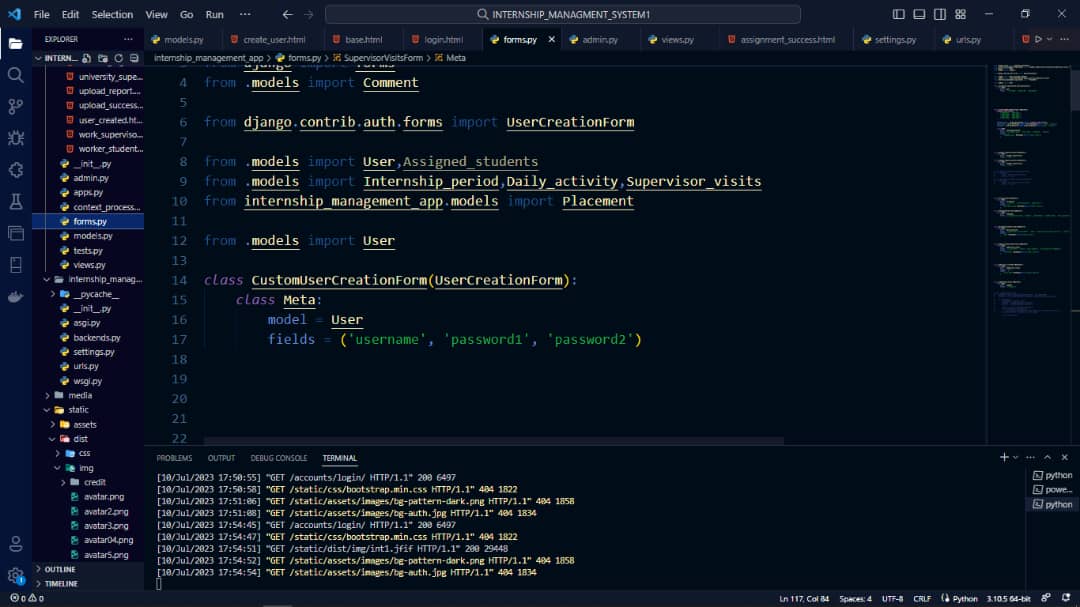 File Edit Selection View Go Run ··· INTERNSHIP_MANAGMENT_SYSTEM1
EXPLORER ···
models.py create_user.html base.html login.html forms.py admin.py views.py assignment_success.html settings.py urls.py
INTERN...
internship_management_app > forms.py > SupervisorVisitsForm > Meta
university_supe...
upload_report....
upload_success...
user_created.ht...
work_superviso...
worker_student...
__init__.py
admin.py
apps.py
context_process...
forms.py
models.py
tests.py
views.py
internship_manag...
__pycache__
__init__.py
asgi.py
backends.py
settings.py
urls.py
wsgi.py
media
static
assets
dist
css
img
credit
avatar.png
avatar2.png
avatar3.png
avatar04.png
avatar5.png
OUTLINE
TIMELINE
from django import forms
4 from .models import Comment
5
6 from django.contrib.auth.forms import UserCreationForm
7
8 from .models import User,Assigned_students
9 from .models import Internship_period,Daily_activity,Supervisor_visits
10 from internship_management_app.models import Placement
11
12 from .models import User
13
14 class CustomUserCreationForm(UserCreationForm):
15 class Meta:
16 model = User
17 fields = ('username', 'password1', 'password2')
18
19
20
21
22
PROBLEMS OUTPUT DEBUG CONSOLE TERMINAL
[10/Jul/2023 17:50:55] "GET /accounts/login/ HTTP/1.1" 200 6497
[10/Jul/2023 17:50:58] "GET /static/css/bootstrap.min.css HTTP/1.1" 404 1822
[10/Jul/2023 17:51:06] "GET /static/assets/images/bg-pattern-dark.png HTTP/1.1" 404 1858
[10/Jul/2023 17:51:08] "GET /static/assets/images/bg-auth.jpg HTTP/1.1" 404 1834
[10/Jul/2023 17:54:45] "GET /accounts/login/ HTTP/1.1" 200 6497
[10/Jul/2023 17:54:47] "GET /static/css/bootstrap.min.css HTTP/1.1" 404 1822
[10/Jul/2023 17:54:51] "GET /static/dist/img/int1.jfif HTTP/1.1" 200 29448
[10/Jul/2023 17:54:52] "GET /static/assets/images/bg-pattern-dark.png HTTP/1.1" 404 1858
[10/Jul/2023 17:54:54] "GET /static/assets/images/bg-auth.jpg HTTP/1.1" 404 1834
python
powe...
python
1
0 0 Ln 117, Col 84 Spaces: 4 UTF-8 CRLF Python 3.10.5 64-bit